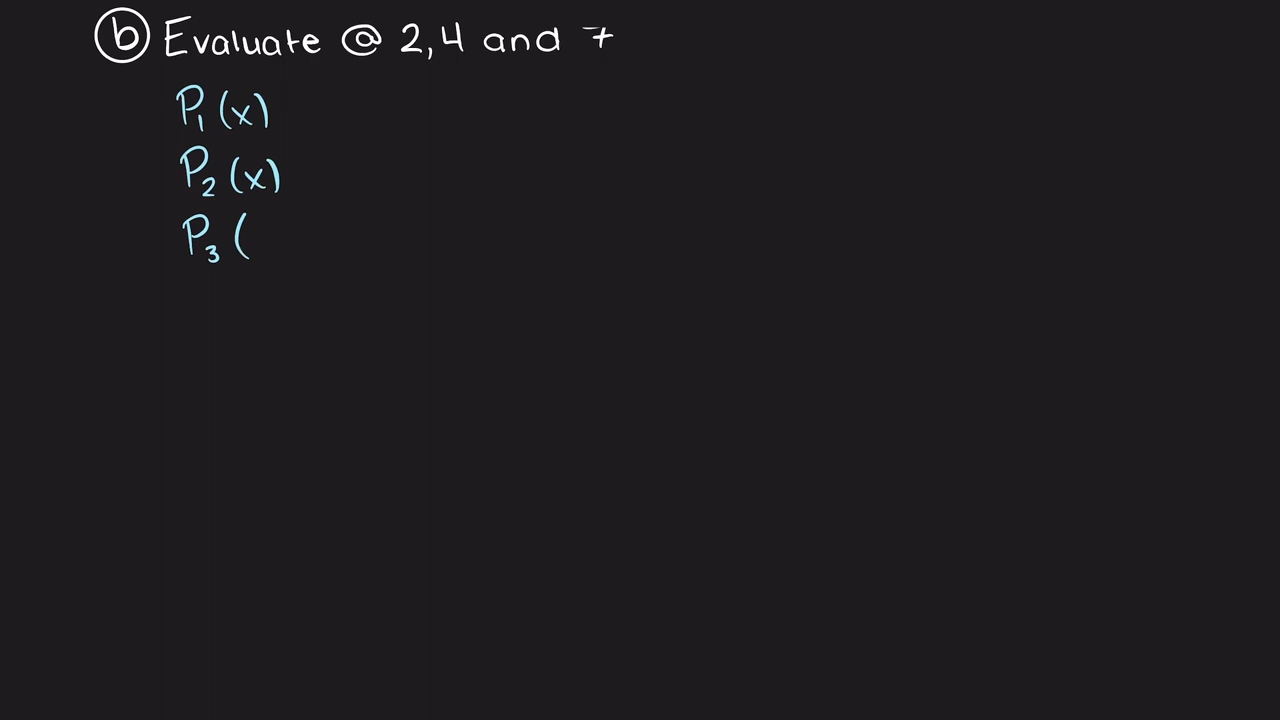 b Evaluate @ 2,4 and 7
P₁(x)
P₂(x)
P₃(